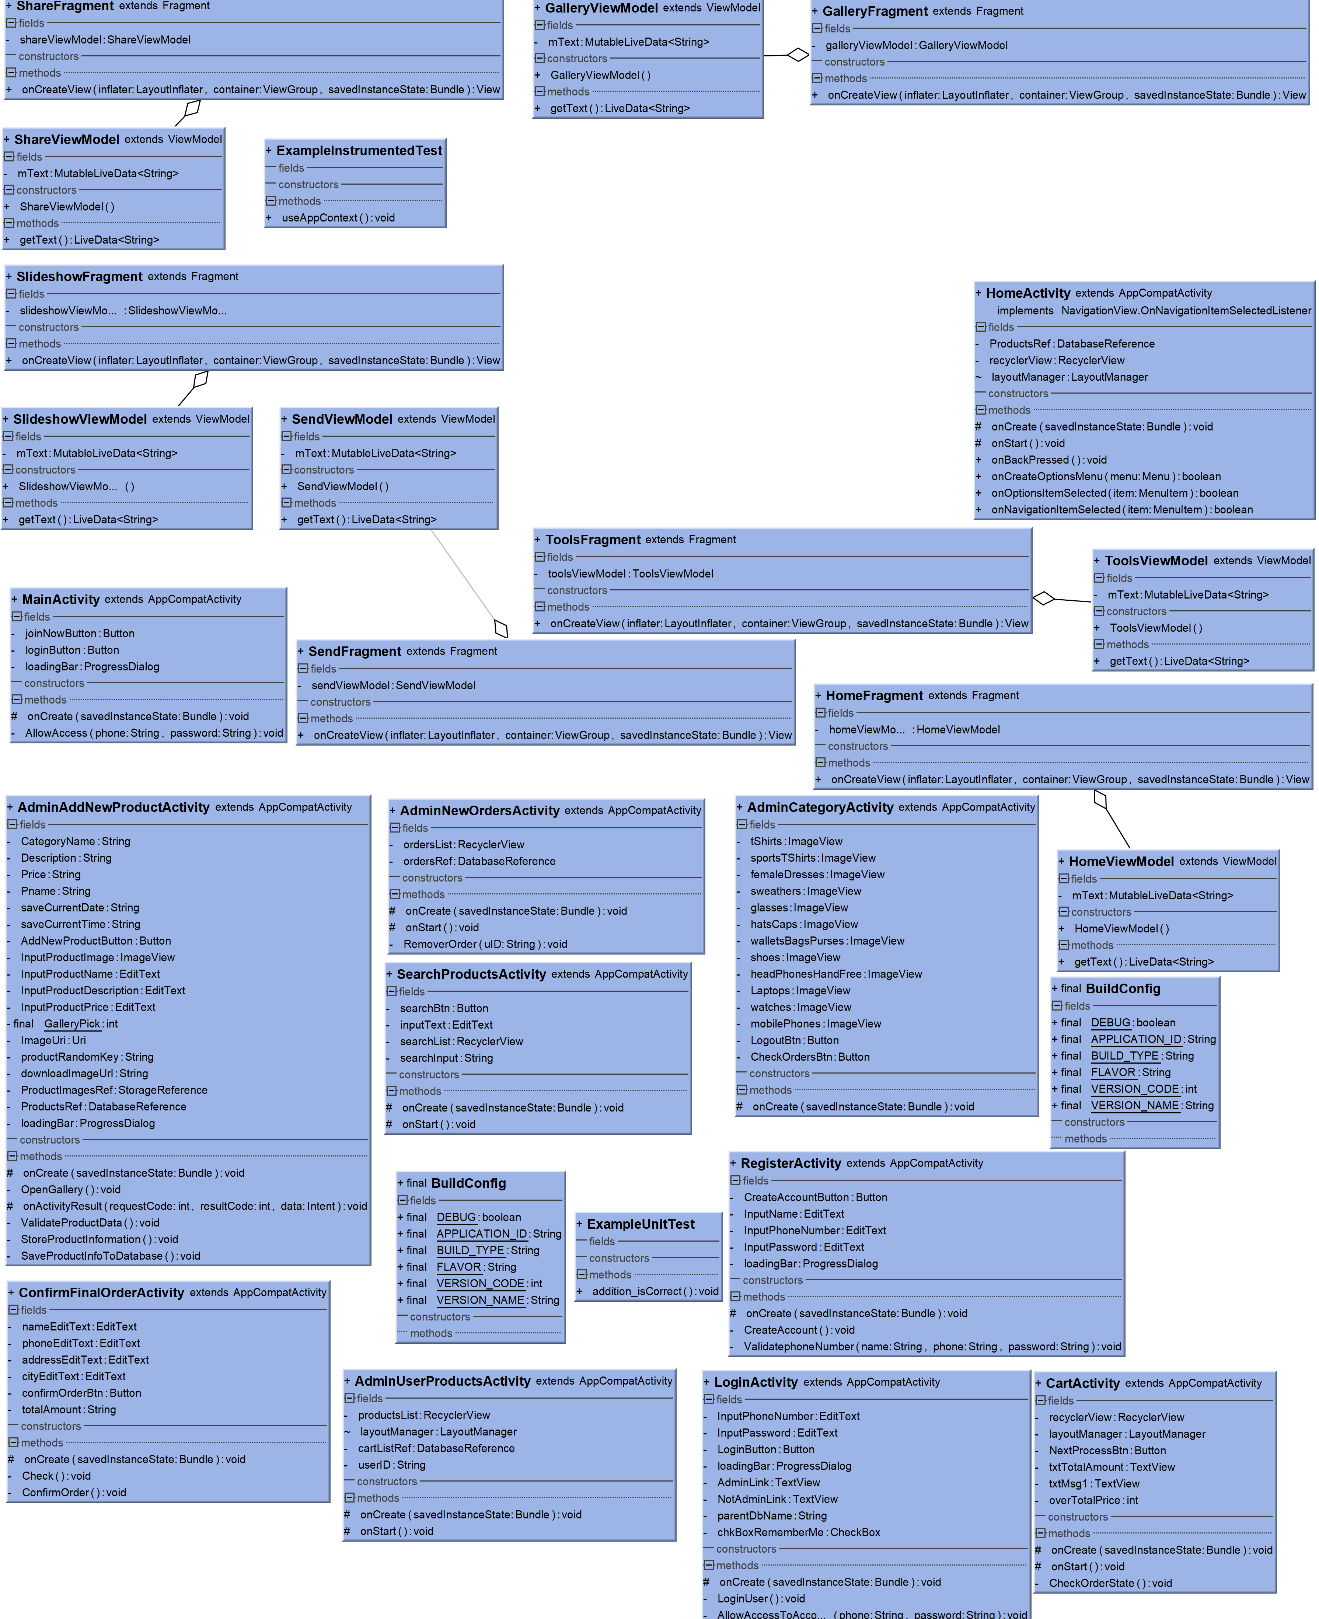 + ShareFragment extends Fragment
fields
- shareViewModel : ShareViewModel
constructors
methods
+ onCreateView ( inflater: LayoutInflater , container: ViewGroup , savedInstanceState: Bundle ) : View
+ GalleryViewModel extends ViewModel
fields
- mText : MutableLiveData<String>
constructors
+ GalleryViewModel ( )
methods
+ getText ( ) : LiveData<String>
+ GalleryFragment extends Fragment
fields
- galleryViewModel : GalleryViewModel
constructors
methods
+ onCreateView ( inflater: LayoutInflater , container: ViewGroup , savedInstanceState: Bundle ) : View
+ ShareViewModel extends ViewModel
fields
- mText : MutableLiveData<String>
constructors
+ ShareViewModel ( )
methods
+ getText ( ) : LiveData<String>
+ ExampleInstrumentedTest
fields
constructors
methods
+ useAppContext ( ) : void
+ SlideshowFragment extends Fragment
fields
- slideshowViewMo... : SlideshowViewMo...
constructors
methods
+ onCreateView ( inflater: LayoutInflater , container: ViewGroup , savedInstanceState: Bundle ) : View
+ HomeActivity extends AppCompatActivity
implements NavigationView.OnNavigationItemSelectedListener
fields
- ProductsRef : DatabaseReference
- recyclerView : RecyclerView
~ layoutManager : LayoutManager
constructors
methods
# onCreate ( savedInstanceState: Bundle ) : void
# onStart ( ) : void
+ onBackPressed ( ) : void
+ onCreateOptionsMenu ( menu: Menu ) : boolean
+ onOptionsItemSelected ( item: MenuItem ) : boolean
+ onNavigationItemSelected ( item: MenuItem ) : boolean
+ SlideshowViewModel extends ViewModel
fields
- mText : MutableLiveData<String>
constructors
+ SlideshowViewMo... ( )
methods
+ getText ( ) : LiveData<String>
+ SendViewModel extends ViewModel
fields
- mText : MutableLiveData<String>
constructors
+ SendViewModel ( )
methods
+ getText ( ) : LiveData<String>
+ ToolsFragment extends Fragment
fields
- toolsViewModel : ToolsViewModel
constructors
methods
+ onCreateView ( inflater: LayoutInflater , container: ViewGroup , savedInstanceState: Bundle ) : View
+ ToolsViewModel extends ViewModel
fields
- mText : MutableLiveData<String>
constructors
+ ToolsViewModel ( )
methods
+ getText ( ) : LiveData<String>
+ MainActivity extends AppCompatActivity
fields
- joinNowButton : Button
- loginButton : Button
- loadingBar : ProgressDialog
constructors
methods
# onCreate ( savedInstanceState: Bundle ) : void
- AllowAccess ( phone: String , password: String ) : void
+ SendFragment extends Fragment
fields
- sendViewModel : SendViewModel
constructors
methods
+ onCreateView ( inflater: LayoutInflater , container: ViewGroup , savedInstanceState: Bundle ) : View
+ HomeFragment extends Fragment
fields
- homeViewMo... : HomeViewModel
constructors
methods
+ onCreateView ( inflater: LayoutInflater , container: ViewGroup , savedInstanceState: Bundle ) : View
+ AdminAddNewProductActivity extends AppCompatActivity
fields
- CategoryName : String
- Description : String
- Price : String
- Pname : String
- saveCurrentDate : String
- saveCurrentTime : String
- AddNewProductButton : Button
- InputProductImage : ImageView
- InputProductName : EditText
- InputProductDescription : EditText
- InputProductPrice : EditText
- final GalleryPick : int
- ImageUri : Uri
- productRandomKey : String
- downloadImageUrl : String
- ProductImagesRef : StorageReference
- ProductsRef : DatabaseReference
- loadingBar : ProgressDialog
constructors
methods
# onCreate ( savedInstanceState: Bundle ) : void
- OpenGallery ( ) : void
# onActivityResult ( requestCode: int , resultCode: int , data: Intent ) : void
- ValidateProductData ( ) : void
- StoreProductInformation ( ) : void
- SaveProductInfoToDatabase ( ) : void
+ AdminNewOrdersActivity extends AppCompatActivity
fields
- ordersList : RecyclerView
- ordersRef : DatabaseReference
constructors
methods
# onCreate ( savedInstanceState: Bundle ) : void
# onStart ( ) : void
- RemoverOrder ( uID: String ) : void
+ AdminCategoryActivity extends AppCompatActivity
fields
- tShirts : ImageView
- sportsTShirts : ImageView
- femaleDresses : ImageView
- sweathers : ImageView
- glasses : ImageView
- hatsCaps : ImageView
- walletsBagsPurses : ImageView
- shoes : ImageView
- headPhonesHandFree : ImageView
- Laptops : ImageView
- watches : ImageView
- mobilePhones : ImageView
- LogoutBtn : Button
- CheckOrdersBtn : Button
constructors
methods
# onCreate ( savedInstanceState: Bundle ) : void
+ HomeViewModel extends ViewModel
fields
- mText : MutableLiveData<String>
constructors
+ HomeViewModel ( )
methods
+ getText ( ) : LiveData<String>
+ SearchProductsActivity extends AppCompatActivity
fields
- searchBtn : Button
- inputText : EditText
- searchList : RecyclerView
- searchInput : String
constructors
methods
# onCreate ( savedInstanceState: Bundle ) : void
# onStart ( ) : void
+ final BuildConfig
fields
+ final DEBUG : boolean
+ final APPLICATION_ID : String
+ final BUILD_TYPE : String
+ final FLAVOR : String
+ final VERSION_CODE : int
+ final VERSION_NAME : String
constructors
methods
+ final BuildConfig
fields
+ final DEBUG : boolean
+ final APPLICATION_ID : String
+ final BUILD_TYPE : String
+ final FLAVOR : String
+ final VERSION_CODE : int
+ final VERSION_NAME : String
constructors
methods
+ ExampleUnitTest
fields
constructors
methods
+ addition_isCorrect ( ) : void
+ RegisterActivity extends AppCompatActivity
fields
- CreateAccountButton : Button
- InputName : EditText
- InputPhoneNumber : EditText
- InputPassword : EditText
- loadingBar : ProgressDialog
constructors
methods
# onCreate ( savedInstanceState: Bundle ) : void
- CreateAccount ( ) : void
- ValidatephoneNumber ( name: String , phone: String , password: String ) : void
+ ConfirmFinalOrderActivity extends AppCompatActivity
fields
- nameEditText : EditText
- phoneEditText : EditText
- addressEditText : EditText
- cityEditText : EditText
- confirmOrderBtn : Button
- totalAmount : String
constructors
methods
# onCreate ( savedInstanceState: Bundle ) : void
- Check ( ) : void
- ConfirmOrder ( ) : void
+ AdminUserProductsActivity extends AppCompatActivity
fields
- productsList : RecyclerView
~ layoutManager : LayoutManager
- cartListRef : DatabaseReference
- userID : String
constructors
methods
# onCreate ( savedInstanceState: Bundle ) : void
# onStart ( ) : void
+ LoginActivity extends AppCompatActivity
fields
- InputPhoneNumber : EditText
- InputPassword : EditText
- LoginButton : Button
- loadingBar : ProgressDialog
- AdminLink : TextView
- NotAdminLink : TextView
- parentDbName : String
- chkBoxRememberMe : CheckBox
constructors
methods
# onCreate ( savedInstanceState: Bundle ) : void
- LoginUser ( ) : void
- AllowAccessToAcco... ( phone: String , password: String ) : void
+ CartActivity extends AppCompatActivity
fields
- recyclerView : RecyclerView
- layoutManager : LayoutManager
- NextProcessBtn : Button
- txtTotalAmount : TextView
- txtMsg1 : TextView
- overTotalPrice : int
constructors
methods
# onCreate ( savedInstanceState: Bundle ) : void
# onStart ( ) : void
- CheckOrderState ( ) : void